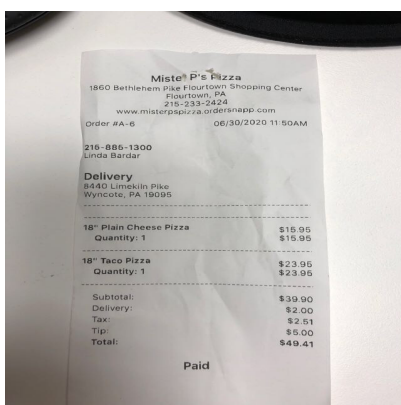 Mister P's Pizza
1860 Bethlehem Pike Flourtown Shopping Center
Flourtown, PA
215-233-2424
www.misterpspizza.ordersnapp.com
Order #A-6 06/30/2020 11:50AM
215-885-1300
Linda Bardar
Delivery
8440 Limekiln Pike
Wyncote, PA 19095
18" Plain Cheese Pizza $15.95
Quantity: 1 $15.95
18" Taco Pizza $23.95
Quantity: 1 $23.95
Subtotal: $39.90
Delivery: $2.00
Tax: $2.51
Tip: $5.00
Total: $49.41
Paid